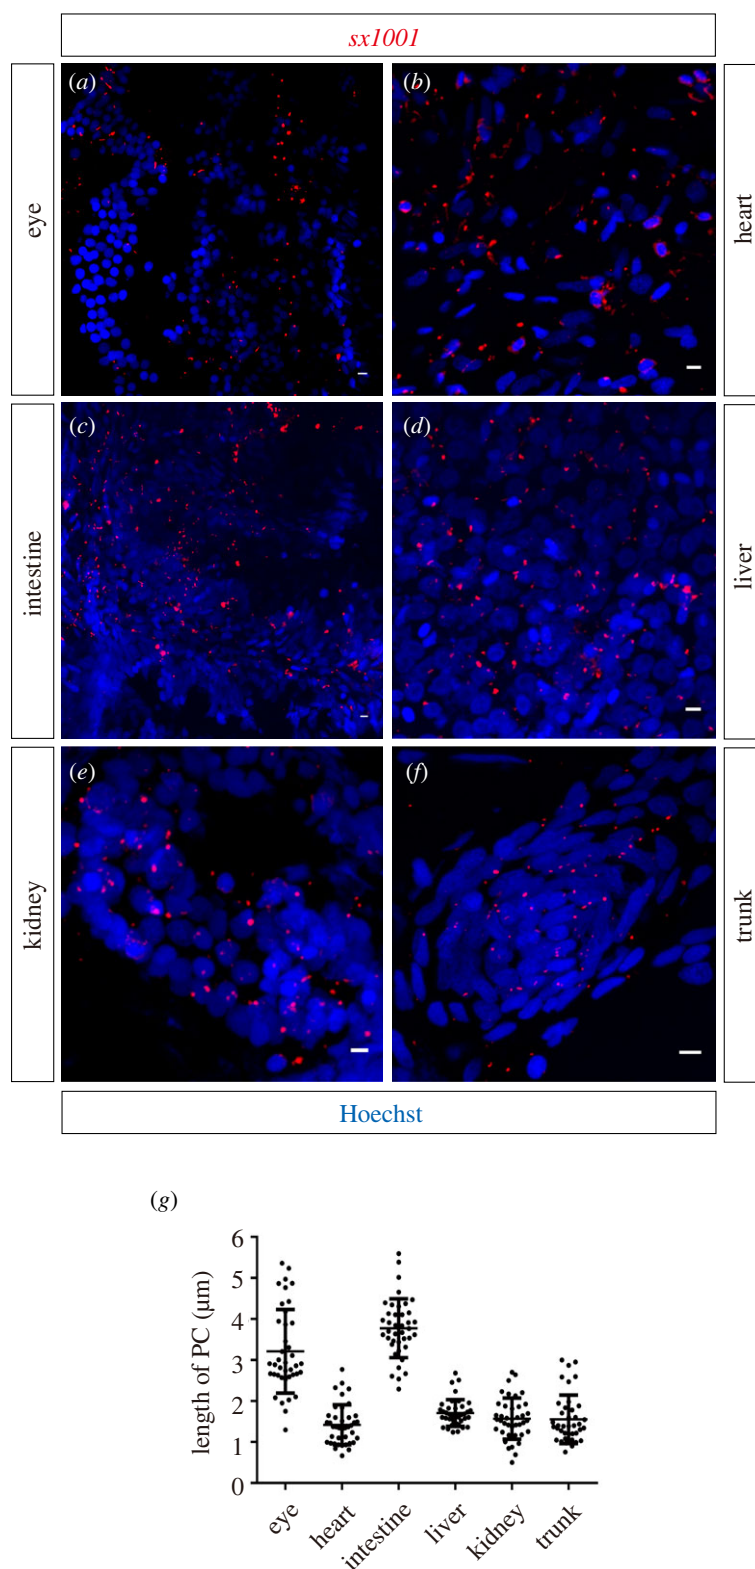 sx1001
eye
(a)
(b)
heart
intestine
(c)
(d)
liver
kidney
(e)
(f)
trunk
Hoechst
(g)
length of PC (µm)
6
5
4
3
2
1
0
eye
heart
intestine
liver
kidney
trunk